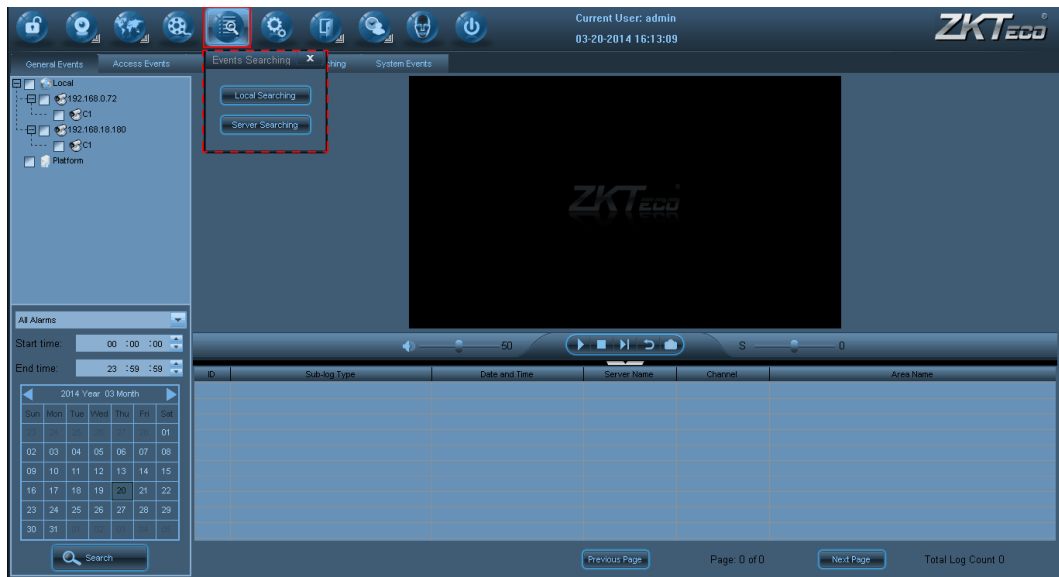 Current User: admin
03-20-2014 16:13:09
ZKTeco
General Events
Access Events
ching
System Events
Events Searching X
Local Searching
Server Searching
Local
192.168.0.72
C1
192.168.18.180
C1
Platform
ZKTeco
All Alarms
Start time: 00 :00 :00
End time: 23 :59 :59
50
S
0
ID Sub-log Type Date and Time Server Name Channel Area Name
2014 Year 03 Month
Sun Mon Tue Wed Thu Fri Sat
01
02 03 04 05 06 07 08
09 10 11 12 13 14 15
16 17 18 19 20 21 22
23 24 25 26 27 28 29
30 31
Search
Previous Page
Page: 0 of 0
Next Page
Total Log Count 0